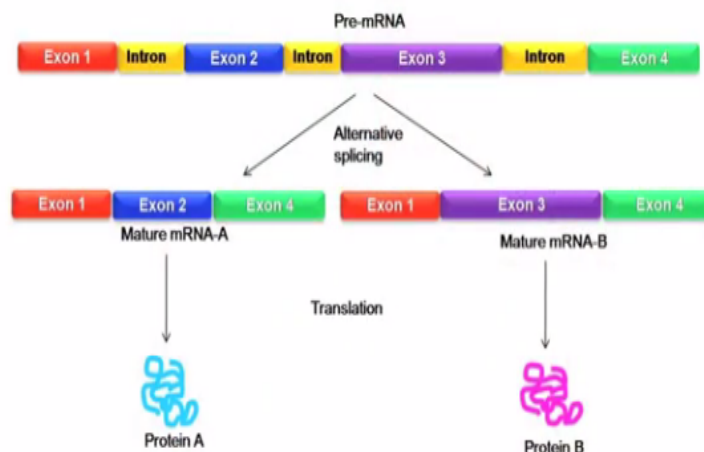 Pre-mRNA
Exon 1 Intron Exon 2 Intron Exon 3 Intron Exon 4
Alternative
splicing
Exon 1 Exon 2 Exon 4 Exon 1 Exon 3 Exon 4
Mature mRNA-A Mature mRNA-B
Translation
Protein A Protein B